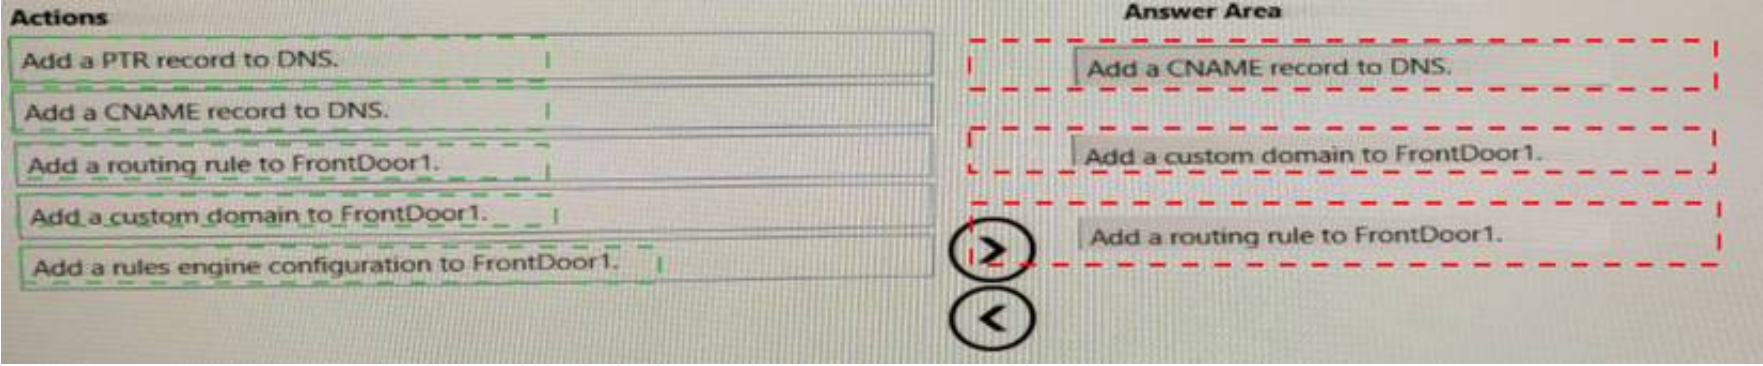 Actions
Add a PTR record to DNS.
Add a CNAME record to DNS.
Add a routing rule to FrontDoor1.
Add a custom domain to FrontDoor1.
Add a rules engine configuration to FrontDoor1.
Answer Area
Add a CNAME record to DNS.
Add a custom domain to FrontDoor1.
Add a routing rule to FrontDoor1.